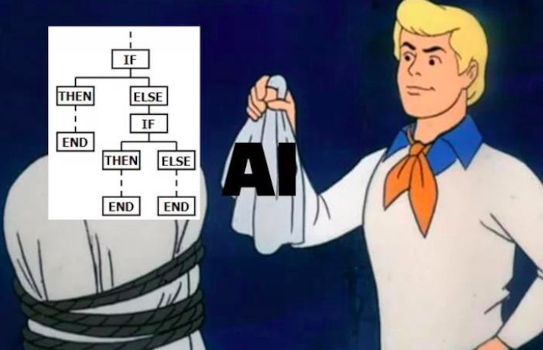 IF
THEN ELSE
IF
END
THEN ELSE
END END
AI